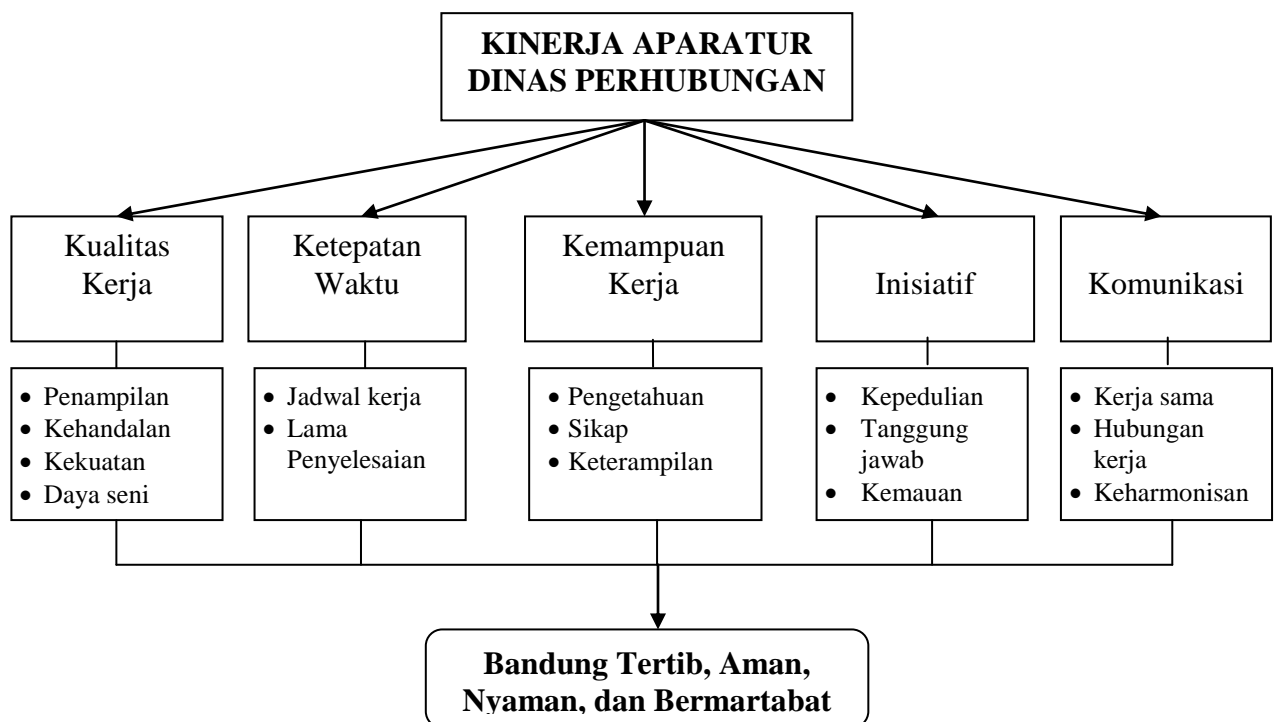 KINERJA APARATUR
DINAS PERHUBUNGAN
Kualitas
Kerja
Ketepatan
Waktu
Kemampuan
Kerja
Inisiatif
Komunikasi
• Penampilan
• Kehandalan
• Kekuatan
• Daya seni
• Jadwal kerja
• Lama
Penyelesaian
• Pengetahuan
• Sikap
• Keterampilan
• Kepedulian
• Tanggung
jawab
• Kemauan
• Kerja sama
• Hubungan
kerja
• Keharmonisan
Bandung Tertib, Aman,
Nyaman, dan Bermartabat